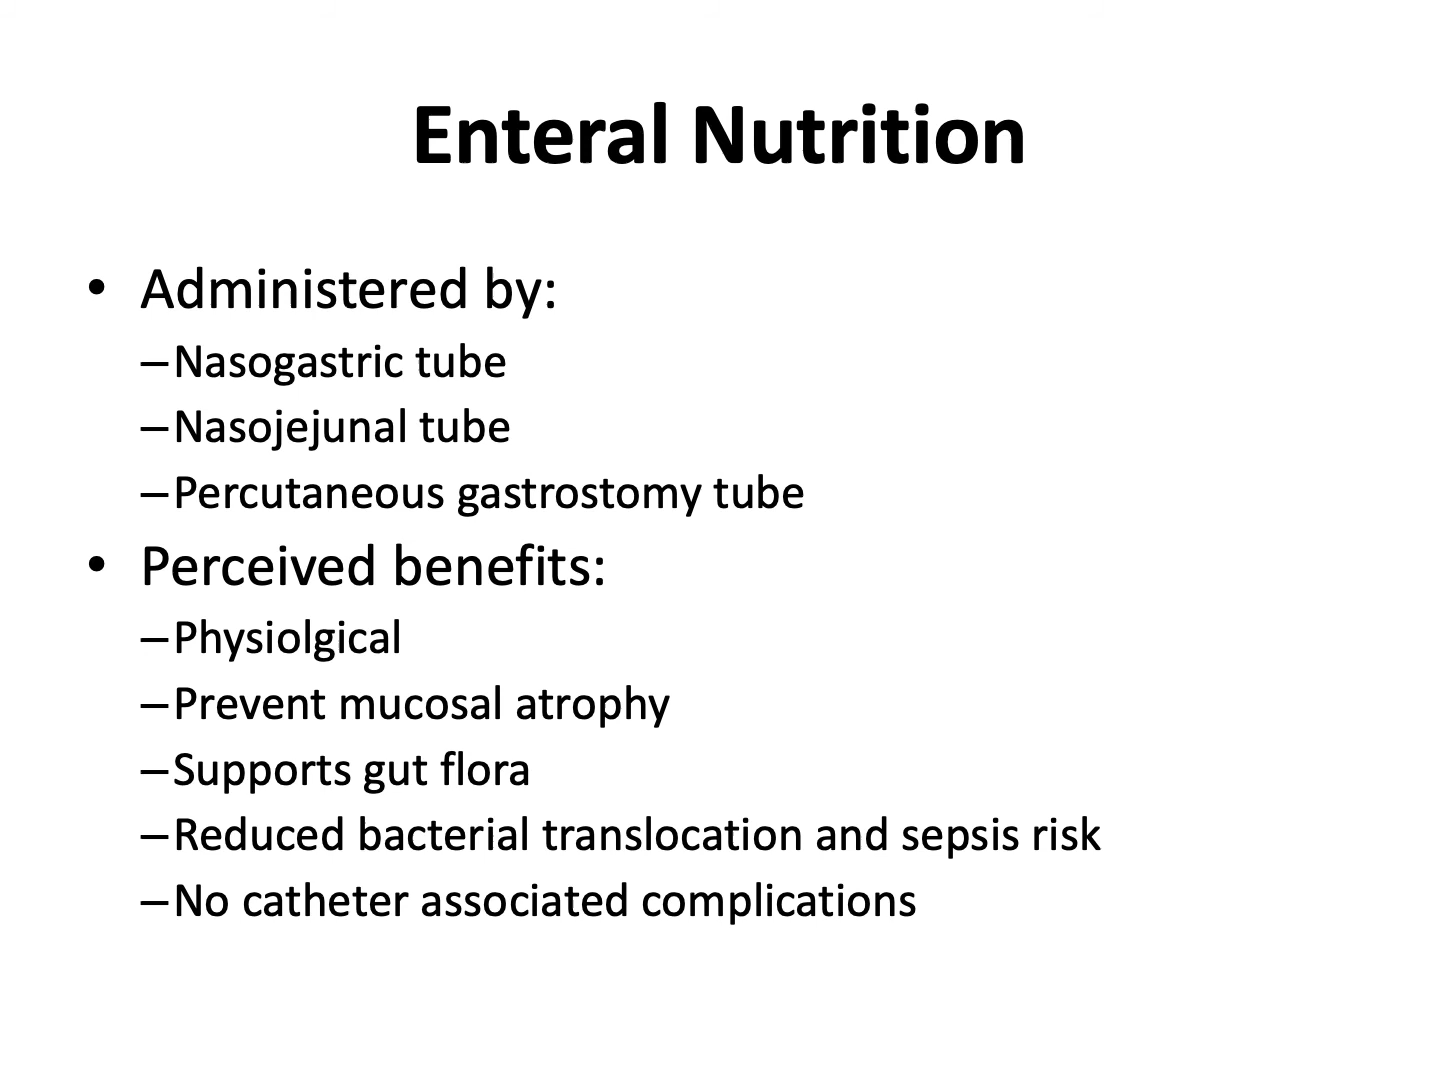 Enteral Nutrition
• Administered by:
–Nasogastric tube
–Nasojejunal tube
–Percutaneous gastrostomy tube
• Perceived benefits:
–Physiolgical
–Prevent mucosal atrophy
–Supports gut flora
–Reduced bacterial translocation and sepsis risk
–No catheter associated complications